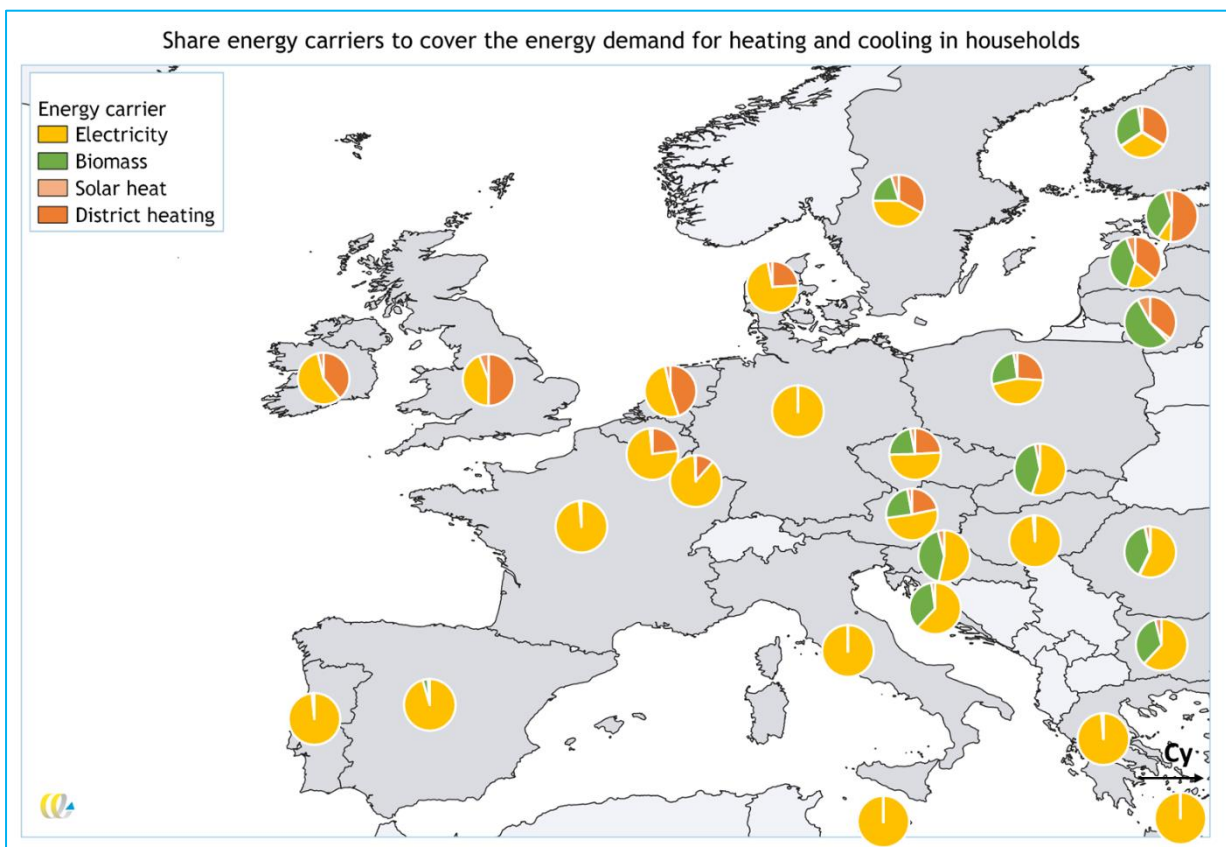 Share energy carriers to cover the energy demand for heating and cooling in households
Energy carrier
Electricity
Biomass
Solar heat
District heating
Cy